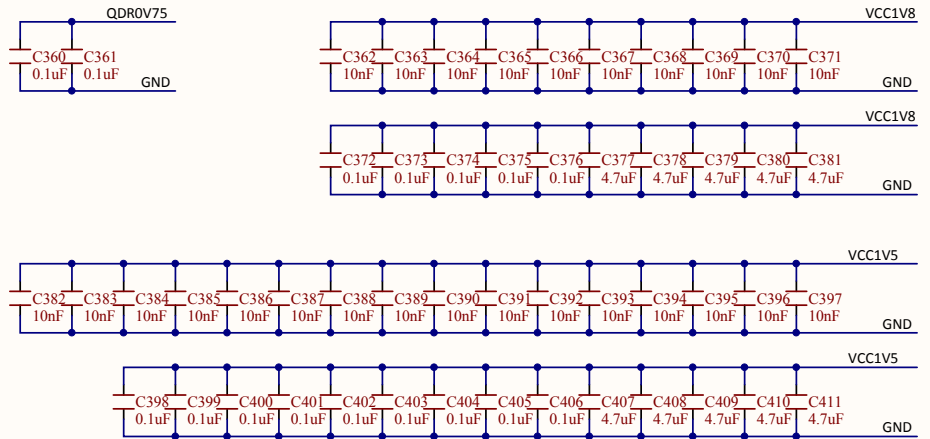 QDR0V75 VCC1V8
C360 C361 C362 C363 C364 C365 C366 C367 C368 C369 C370 C371
0.1uF 0.1uF 10nF 10nF 10nF 10nF 10nF 10nF 10nF 10nF 10nF 10nF
GND GND
VCC1V8
C372 C373 C374 C375 C376 C377 C378 C379 C380 C381
0.1uF 0.1uF 0.1uF 0.1uF 0.1uF 4.7uF 4.7uF 4.7uF 4.7uF 4.7uF
GND
VCC1V5
C382 C383 C384 C385 C386 C387 C388 C389 C390 C391 C392 C393 C394 C395 C396 C397
10nF 10nF 10nF 10nF 10nF 10nF 10nF 10nF 10nF 10nF 10nF 10nF 10nF 10nF 10nF 10nF
GND
VCC1V5
C398 C399 C400 C401 C402 C403 C404 C405 C406 C407 C408 C409 C410 C411
0.1uF 0.1uF 0.1uF 0.1uF 0.1uF 0.1uF 0.1uF 0.1uF 0.1uF 4.7uF 4.7uF 4.7uF 4.7uF 4.7uF
GND